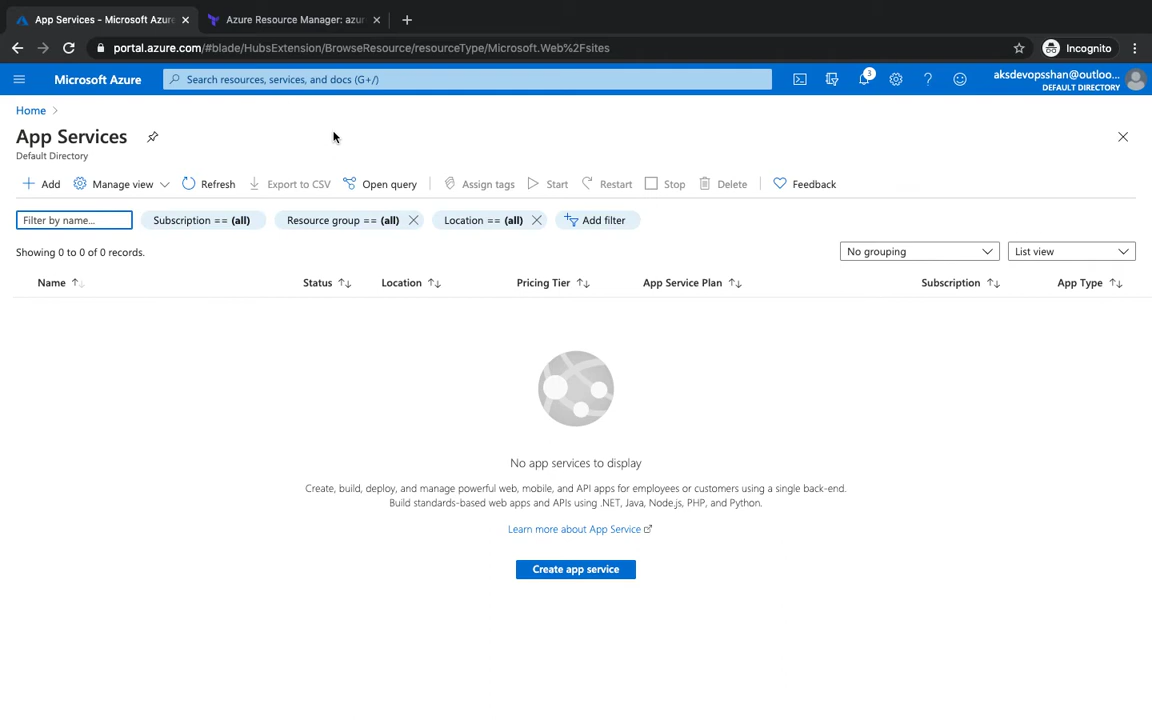 App Services - Microsoft Azure
Azure Resource Manager: azur
portal.azure.com/#blade/HubsExtension/BrowseResource/resourceType/Microsoft.Web%2Fsites
Incognito
Microsoft Azure
Search resources, services, and docs (G+/)
3
aksdevopsshan@outloo...
DEFAULT DIRECTORY
Home
App Services
Default Directory
Add
Manage view
Refresh
Export to CSV
Open query
Assign tags
Start
Restart
Stop
Delete
Feedback
Filter by name...
Subscription == (all)
Resource group == (all)
Location == (all)
Add filter
Showing 0 to 0 of 0 records.
No grouping
List view
Name
Status
Location
Pricing Tier
App Service Plan
Subscription
App Type
No app services to display
Create, build, deploy, and manage powerful web, mobile, and API apps for employees or customers using a single back-end.
Build standards-based web apps and APIs using .NET, Java, Node.js, PHP, and Python.
Learn more about App Service
Create app service